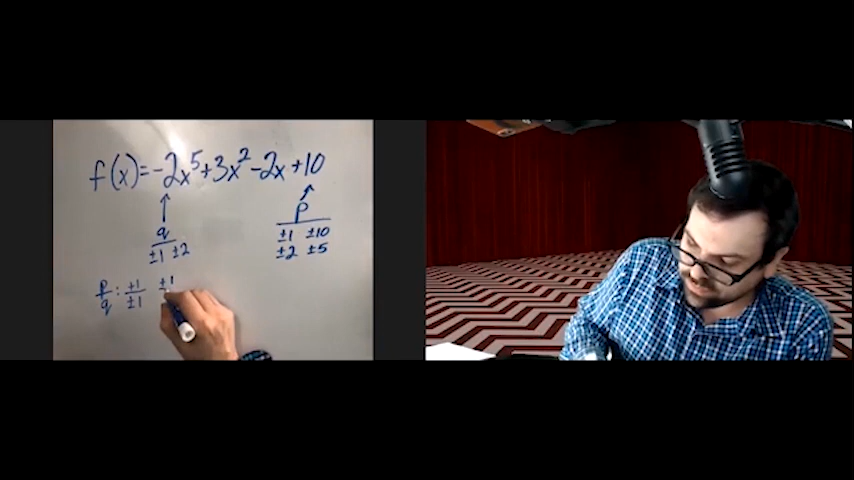 f(x)=-2x⁵+3x²-2x+10
q p
±1 ±2 ±1 ±10
±2 ±5
p/q : ±1/±1 ±1